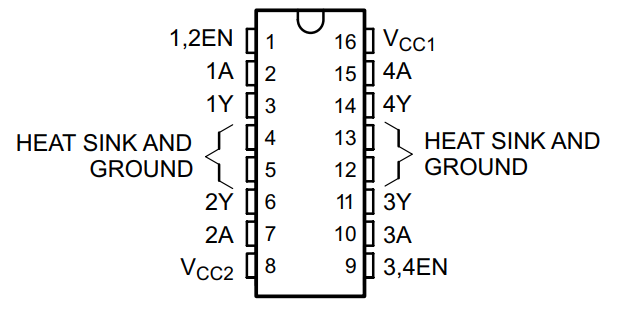 1,2EN 1 16 VCC1
1A 2 15 4A
1Y 3 14 4Y
HEAT SINK AND 4 13 HEAT SINK AND
GROUND 5 12 GROUND
2Y 6 11 3Y
2A 7 10 3A
VCC2 8 9 3,4EN